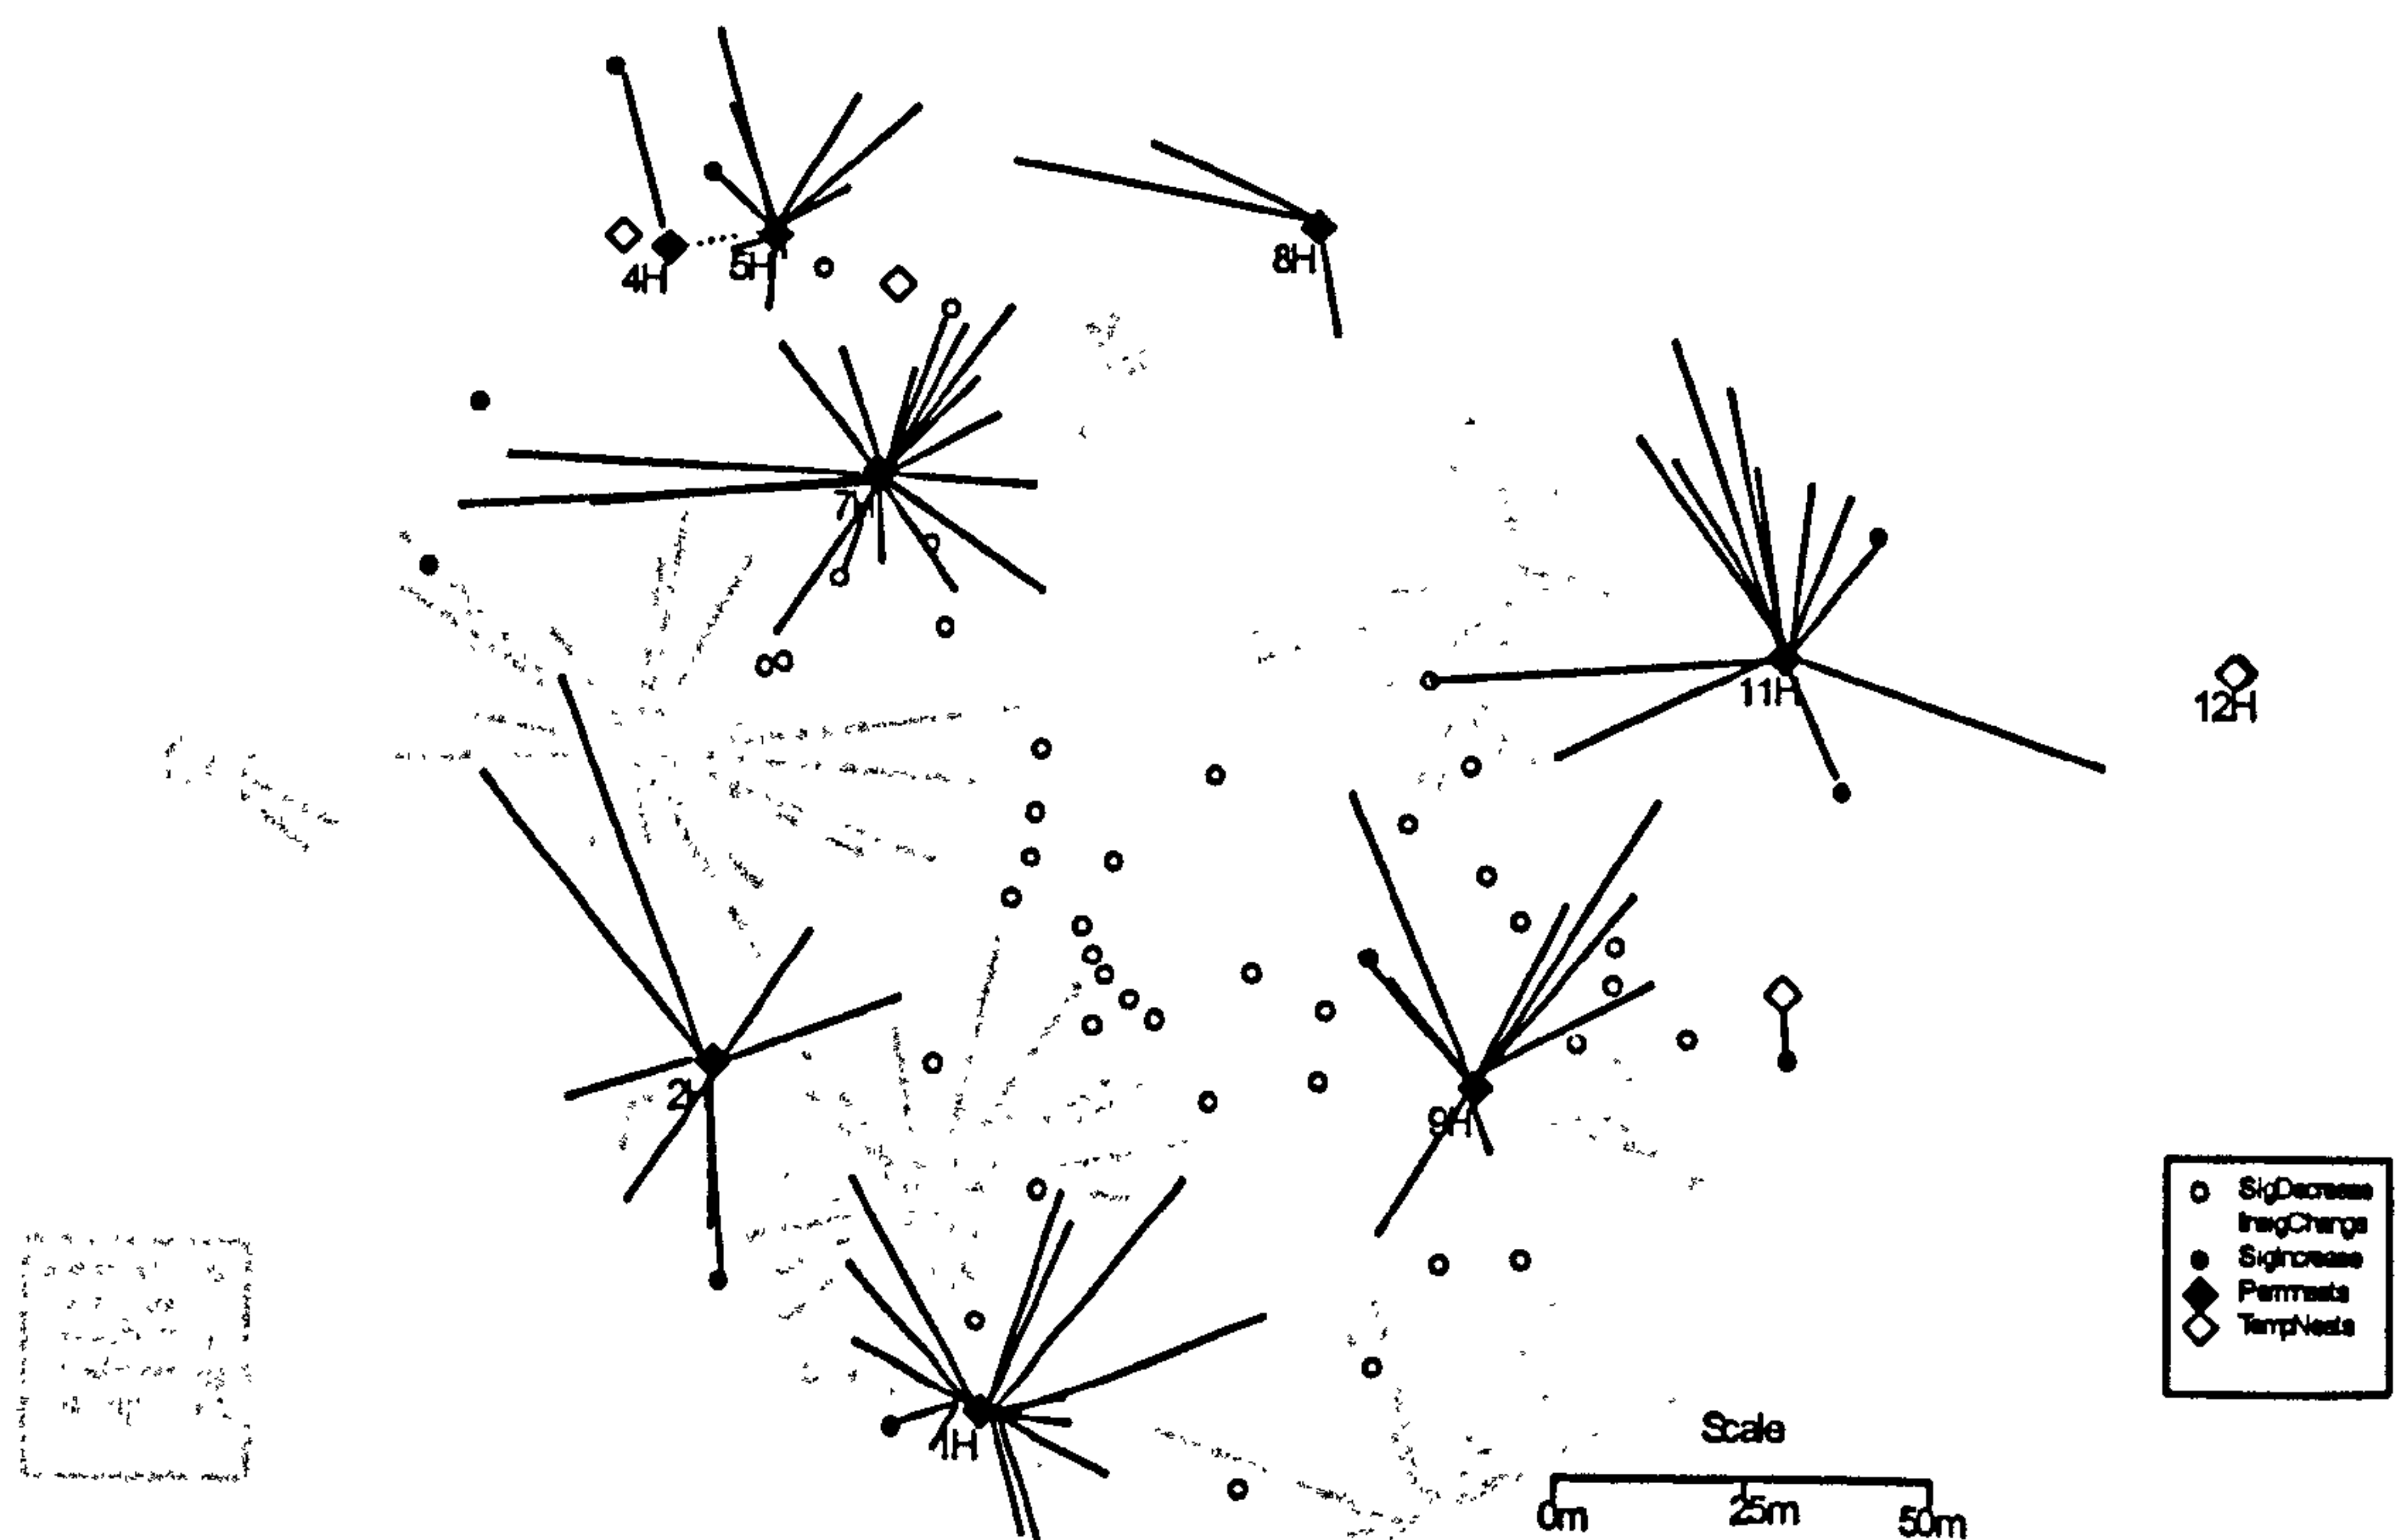 4H
5H
8H
7H
11H
12H
2H
9H
1H
SigDecrease
InsigChange
SigIncrease
Permnests
TempNests
Scale
0m 25m 50m